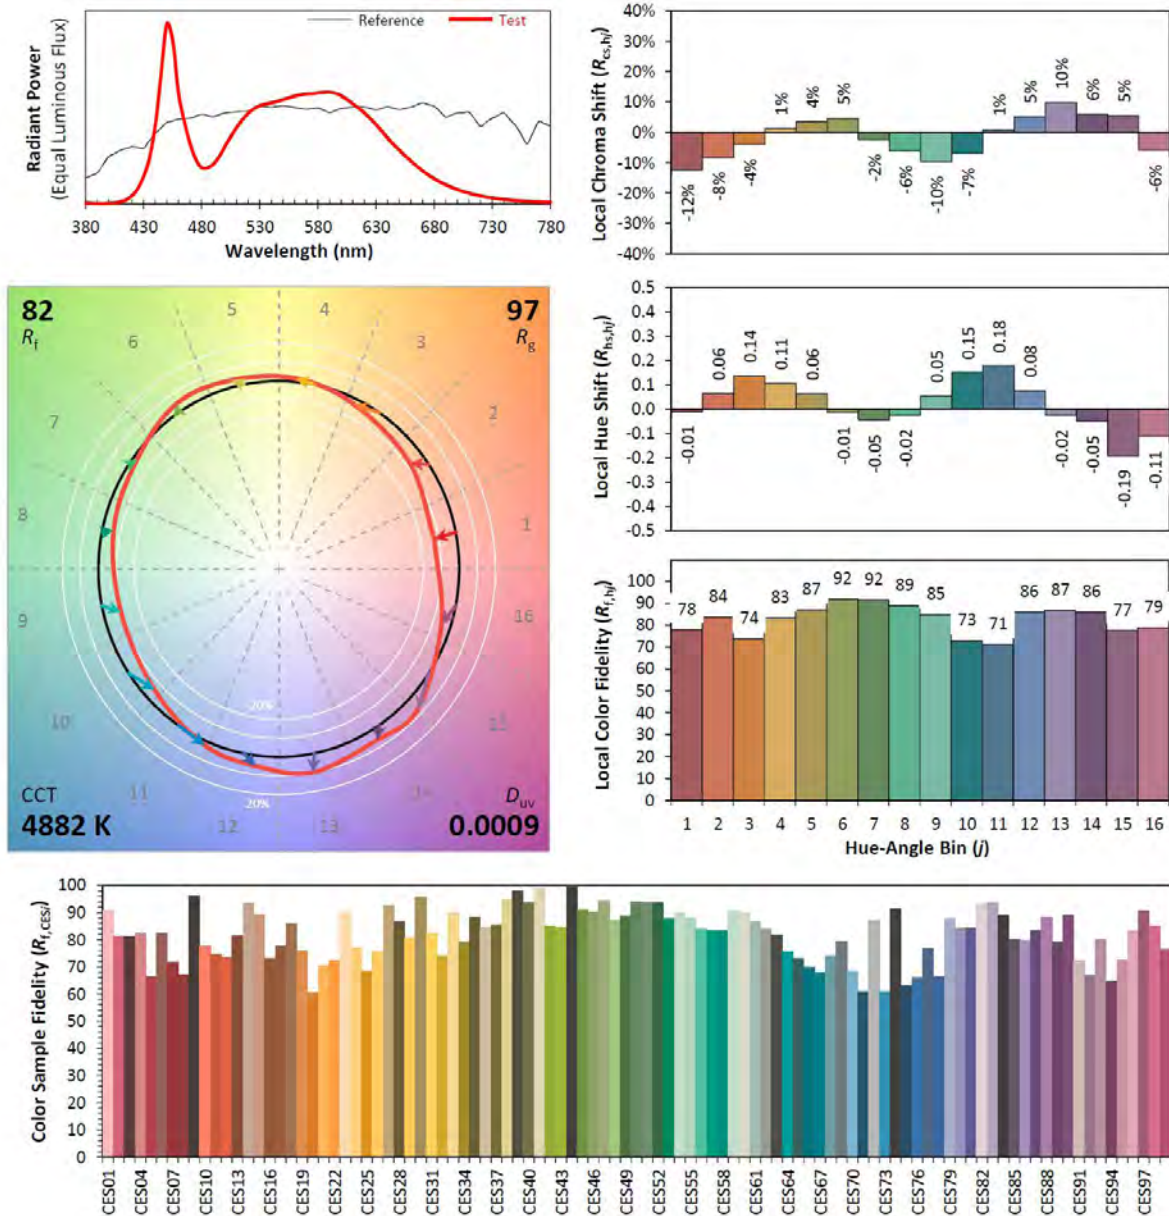 Reference
Test
Radiant Power
(Equal Luminous Flux)
380 430 480 530 580 630 680 730 780
Wavelength (nm)
Local Chroma Shift (Rcs,hj)
40%
30%
20%
10%
0%
-10%
-20%
-30%
-40%
-12% -8% -4% 1% 4% 5% -2% -6% -10% -7% 1% 5% 10% 6% 5% -6%
82
Rf
97
Rg
5 4
6 3
7 2
8 1
9 16
10 15
11 14
12 13
-20%
20%
CCT
4882 K
Duv
0.0009
Local Hue Shift (Rhs,hj)
0.5
0.4
0.3
0.2
0.1
0.0
-0.1
-0.2
-0.3
-0.4
-0.5
-0.01 0.06 0.14 0.11 0.06 -0.01 -0.05 -0.02 0.05 0.15 0.18 0.08 -0.02 -0.05 -0.19 -0.11
Local Color Fidelity (Rf,hj)
100
90
80
70
60
50
40
30
20
10
0
78 84 74 83 87 92 92 89 85 73 71 86 87 86 77 79
1 2 3 4 5 6 7 8 9 10 11 12 13 14 15 16
Hue-Angle Bin (j)
Color Sample Fidelity (Rf,CESi)
100
90
80
70
60
50
40
30
20
10
0
CES01 CES04 CES07 CES10 CES13 CES16 CES19 CES22 CES25 CES28 CES31 CES34 CES37 CES40 CES43 CES46 CES49 CES52 CES55 CES58 CES61 CES64 CES67 CES70 CES73 CES76 CES79 CES82 CES85 CES88 CES91 CES94 CES97